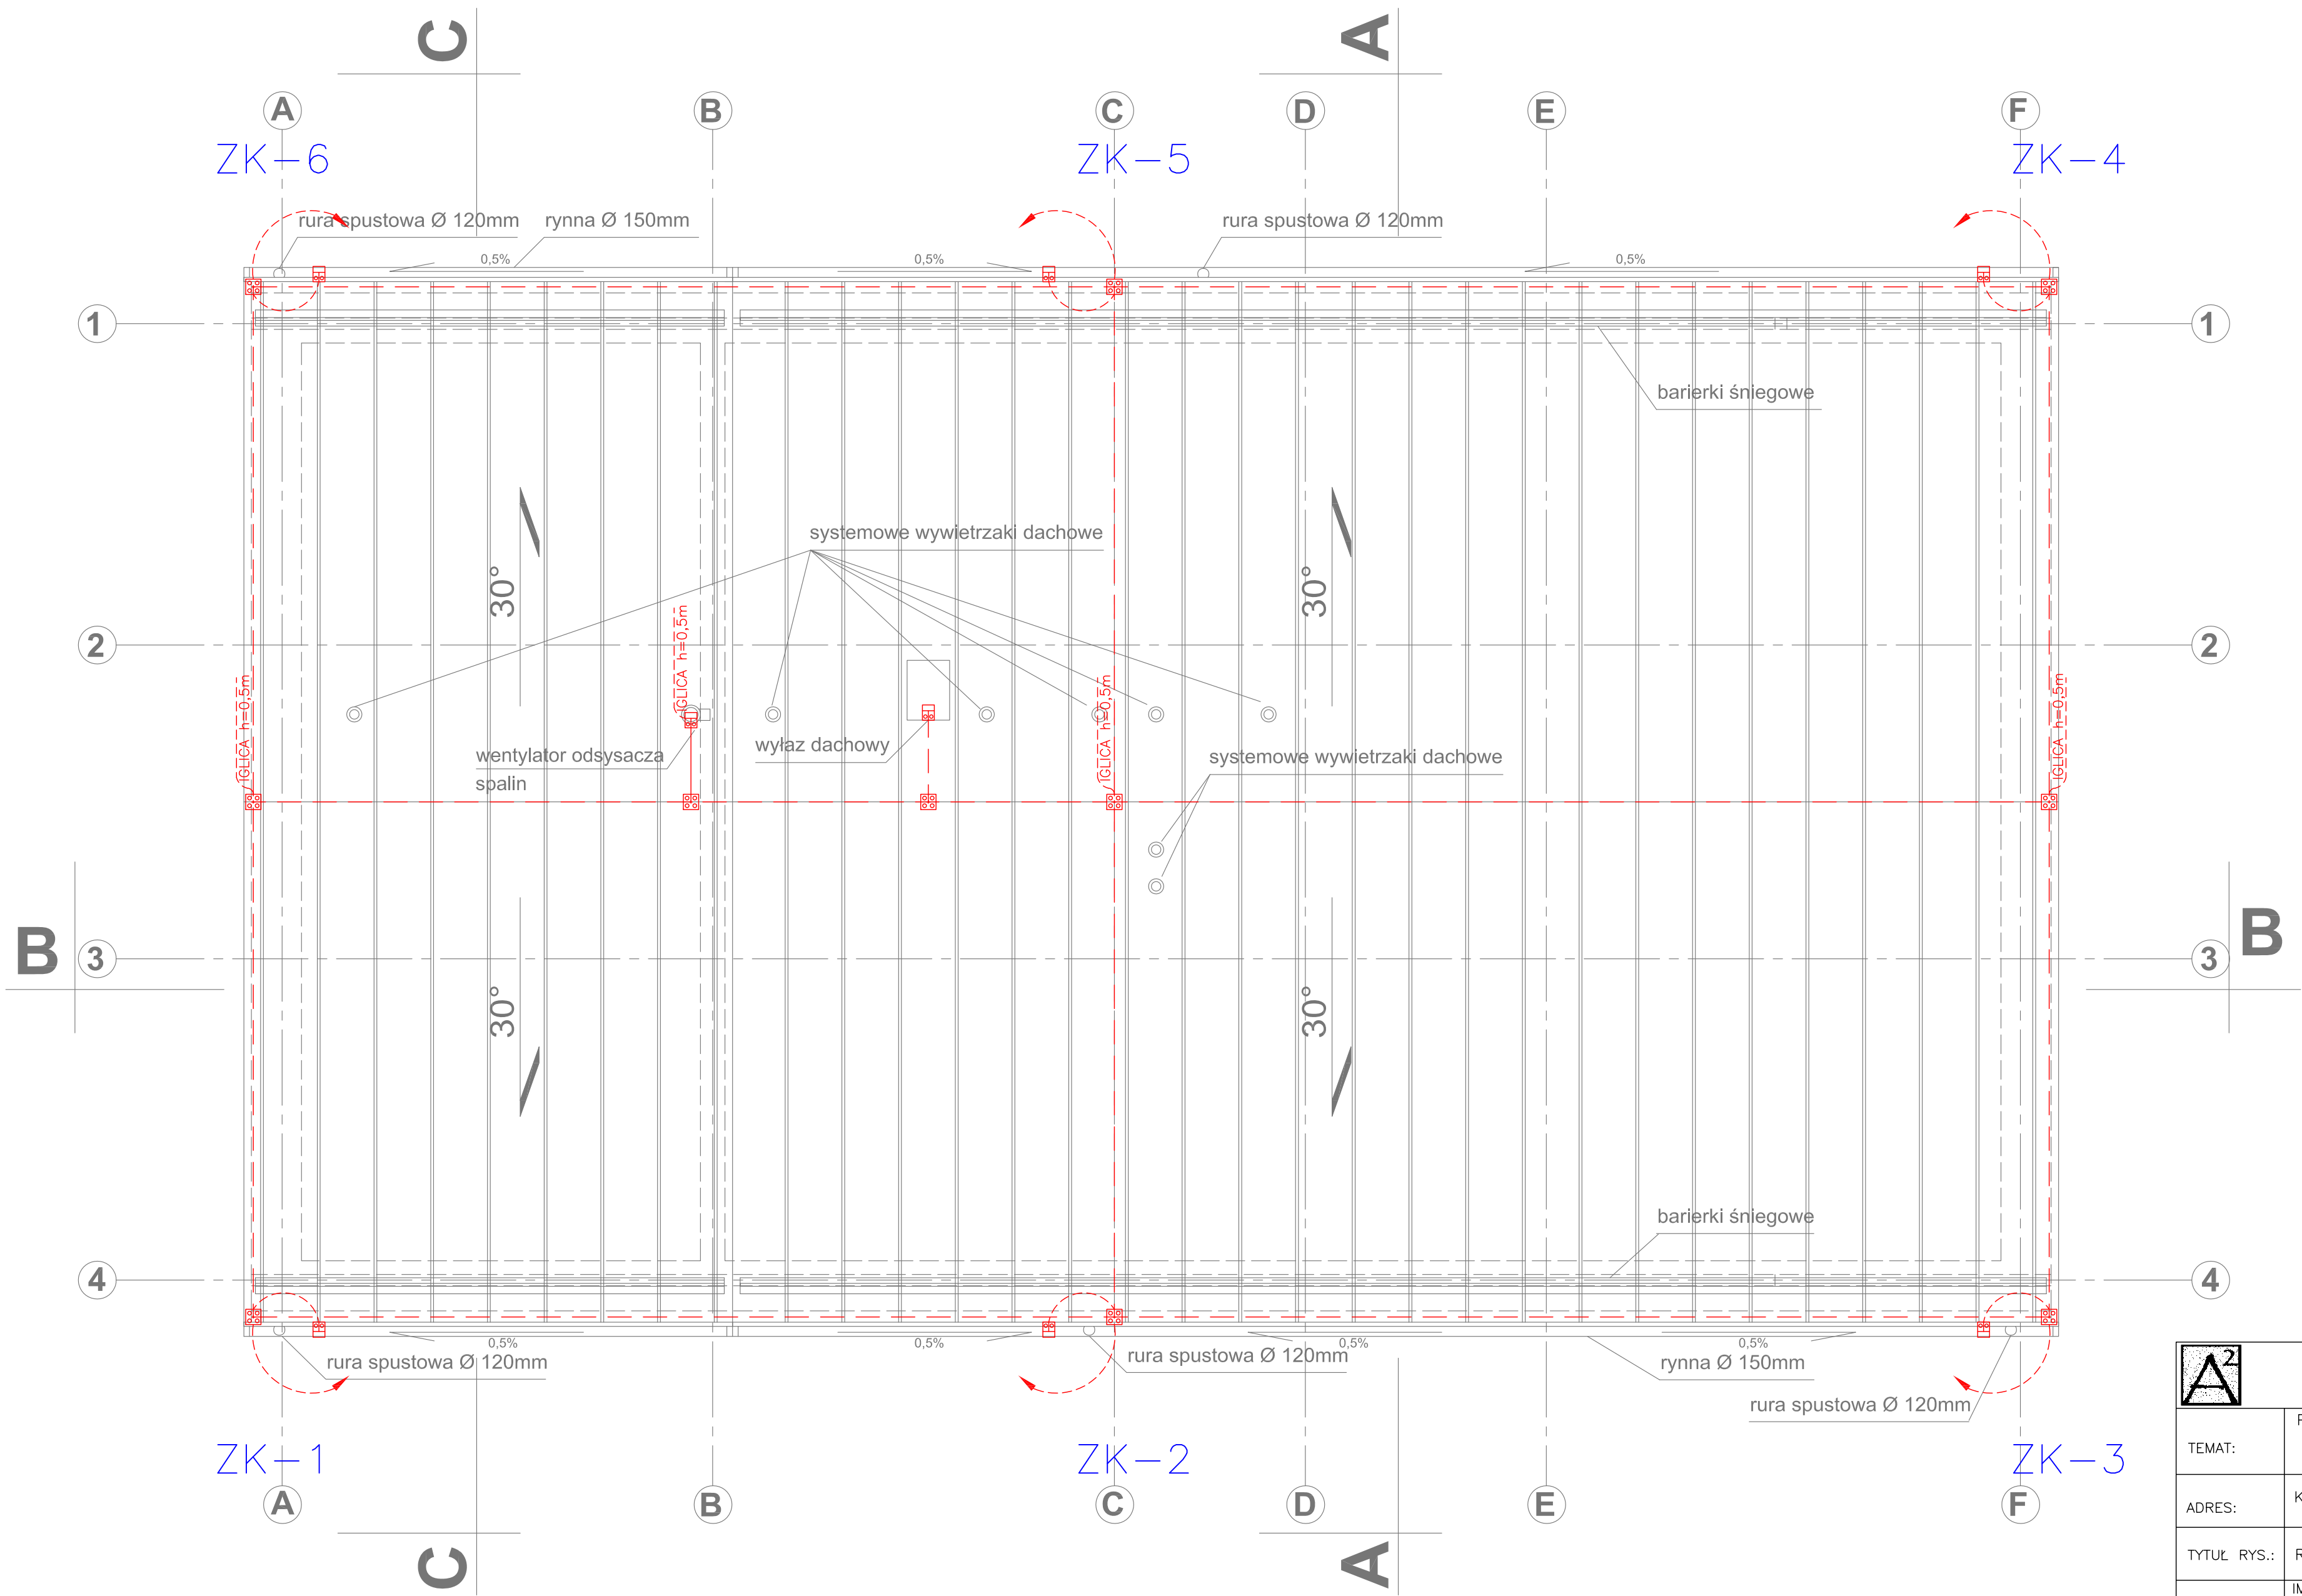 C
A
A
B
C
D
E
F
ZK-6
ZK-5
ZK-4
rura spustowa Ø 120mm
rynna Ø 150mm
rura spustowa Ø 120mm
0,5%
0,5%
0,5%
1
1
barierki śniegowe
systemowe wywietrzaki dachowe
30°
30°
2
2
IGLICA h=0,5m
IGLICA h=0,5m
IGLICA h=0,5m
IGLICA h=0,5m
wentylator odsysacza
spalin
wyłaz dachowy
systemowe wywietrzaki dachowe
B
3
3
B
30°
30°
barierki śniegowe
4
4
0,5%
0,5%
0,5%
0,5%
rura spustowa Ø 120mm
rura spustowa Ø 120mm
rynna Ø 150mm
rura spustowa Ø 120mm
ZK-1
ZK-2
ZK-3
A
B
C
D
E
F
C
A
A2
TEMAT:
ADRES:
K
TYTUŁ RYS.: